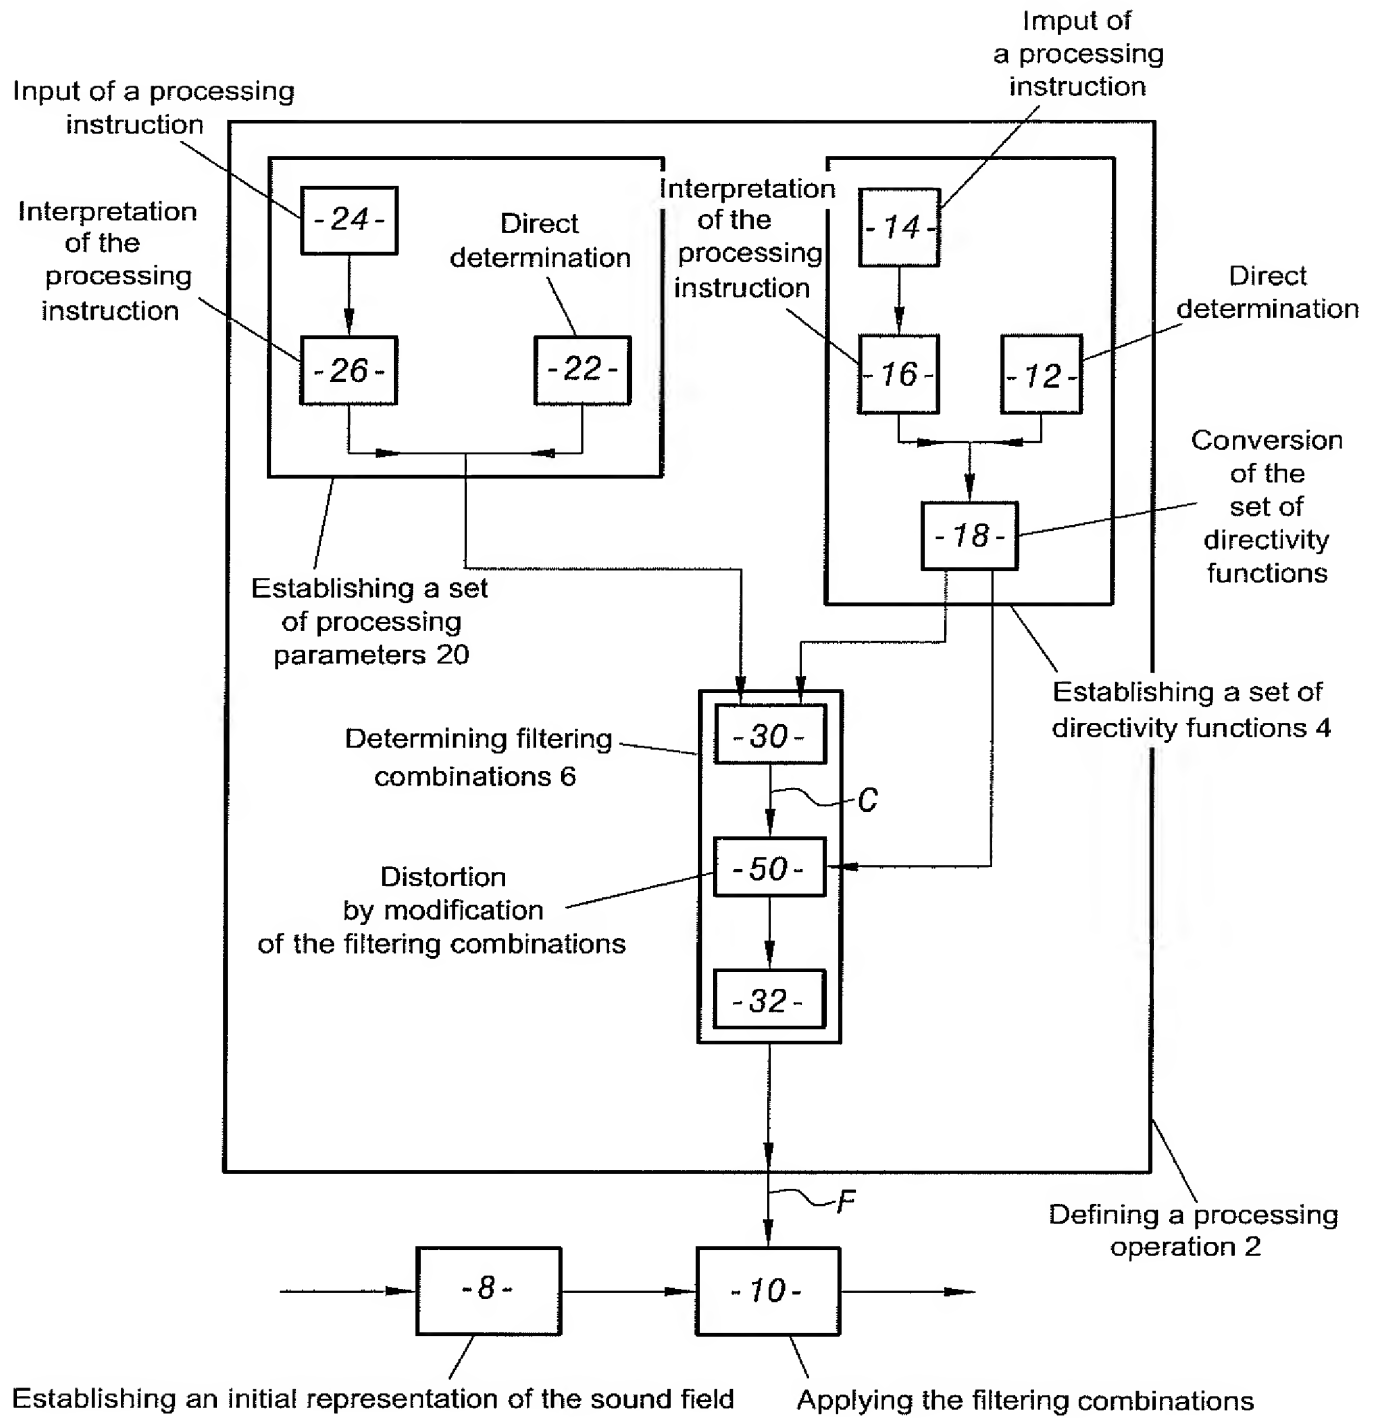 Imput of
a processing
instruction
Input of a processing
instruction
Interpretation
of the
processing
instruction
-24-
Direct
determination
Interpretation
of the
processing
instruction
-14-
Direct
determination
-26-
-22-
-16-
-12-
Conversion
of the
set of
directivity
functions
-18-
Establishing a set
of processing
parameters 20
Establishing a set of
directivity functions 4
Determining filtering
combinations 6
-30-
C
Distortion
by modification
of the filtering combinations
-50-
-32-
F
Defining a processing
operation 2
-8-
-10-
Establishing an initial representation of the sound field
Applying the filtering combinations